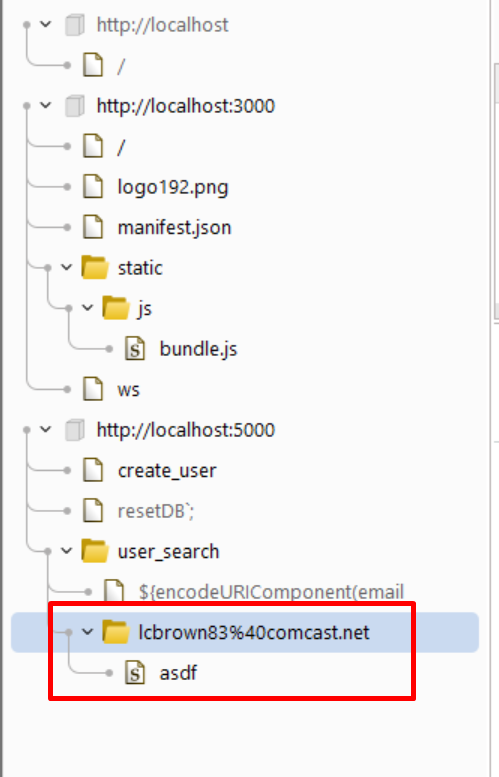 http://localhost
/
http://localhost:3000
/
logo192.png
manifest.json
static
js
bundle.js
ws
http://localhost:5000
create_user
resetDB`;
user_search
${encodeURIComponent(email
lcbrown83%40comcast.net
asdf